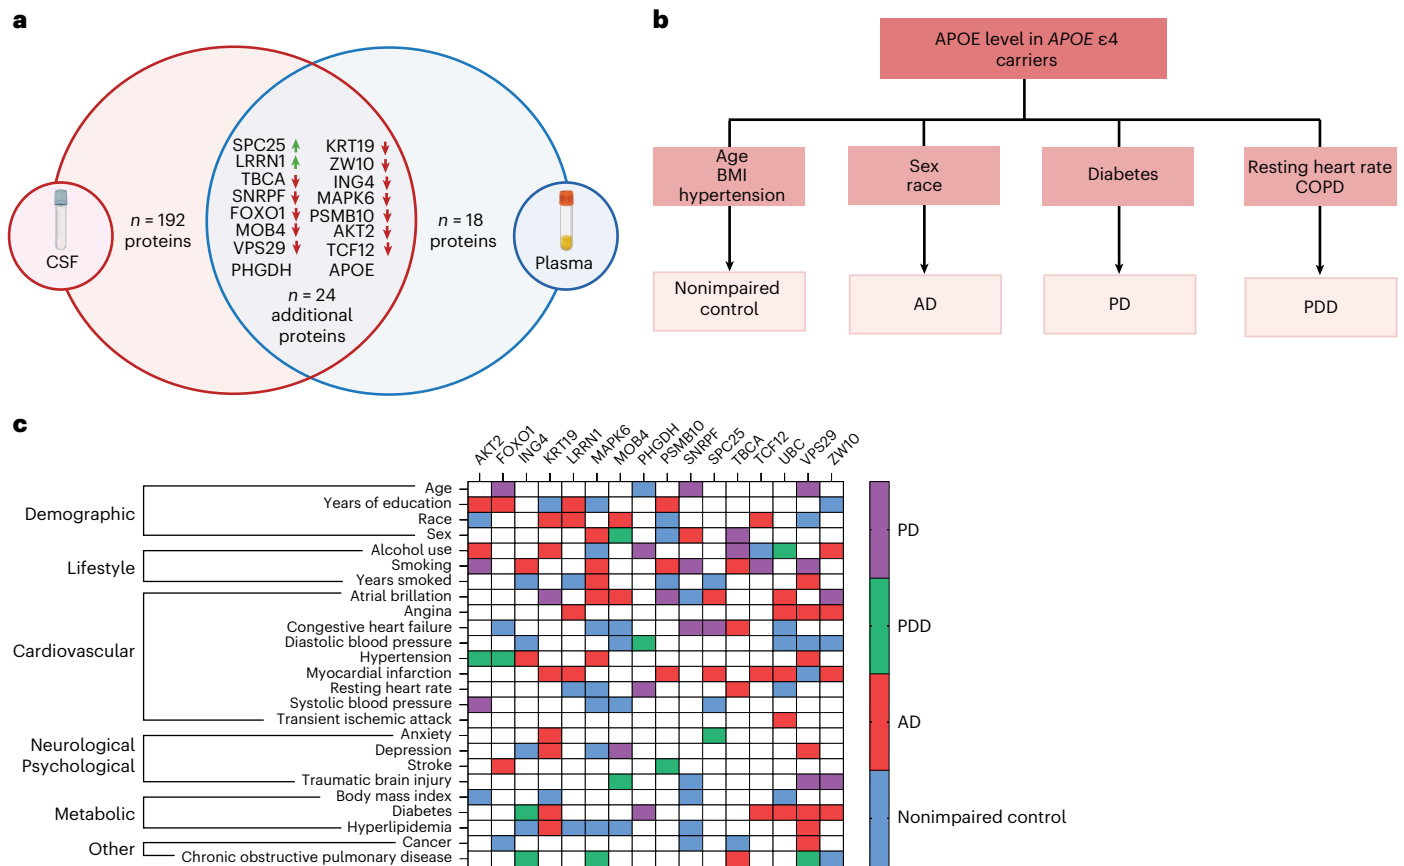 a
SPC25 KRT19
LRRN1 ZW10
TBCA ING4
SNRPF MAPK6
FOXO1 PSMB10
MOB4 AKT2
VPS29 TCF12
PHGDH APOE
n = 24
additional
proteins
n = 192
proteins
n = 18
proteins
CSF
Plasma
b
APOE level in APOE ε4
carriers
Age
BMI
hypertension
Sex
race
Diabetes
Resting heart rate
COPD
Nonimpaired
control
AD
PD
PDD
c
AKT2 FOXO1 ING4 KRT19 LRRN1 MAPK6 MOB4 PHGDH PSMB10 SNRPF SPC25 TBCA TCF12 UBC VPS29 ZW10
Demographic
Age
Years of education
Race
Sex
Lifestyle
Alcohol use
Smoking
Years smoked
Cardiovascular
Atrial brillation
Angina
Congestive heart failure
Diastolic blood pressure
Hypertension
Myocardial infarction
Resting heart rate
Systolic blood pressure
Transient ischemic attack
Neurological
Psychological
Anxiety
Depression
Stroke
Traumatic brain injury
Metabolic
Body mass index
Diabetes
Hyperlipidemia
Other
Cancer
Chronic obstructive pulmonary disease
PD
PDD
AD
Nonimpaired control